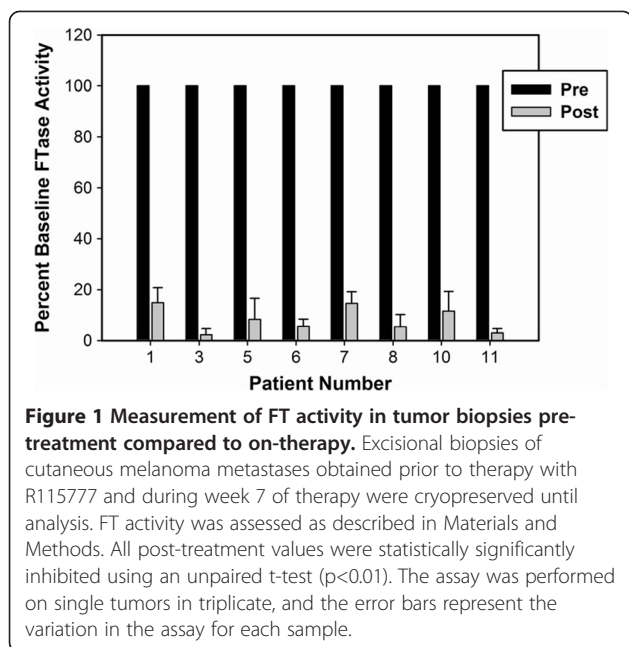 120
100
80
60
40
20
0
Percent Baseline FTase Activity
Pre
Post
1 3 5 6 7 8 10 11
Patient Number
Figure 1 Measurement of FT activity in tumor biopsies pre-
treatment compared to on-therapy. Excisional biopsies of
cutaneous melanoma metastases obtained prior to therapy with
R115777 and during week 7 of therapy were cryopreserved until
analysis. FT activity was assessed as described in Materials and
Methods. All post-treatment values were statistically significantly
inhibited using an unpaired t-test (p<0.01). The assay was performed
on single tumors in triplicate, and the error bars represent the
variation in the assay for each sample.